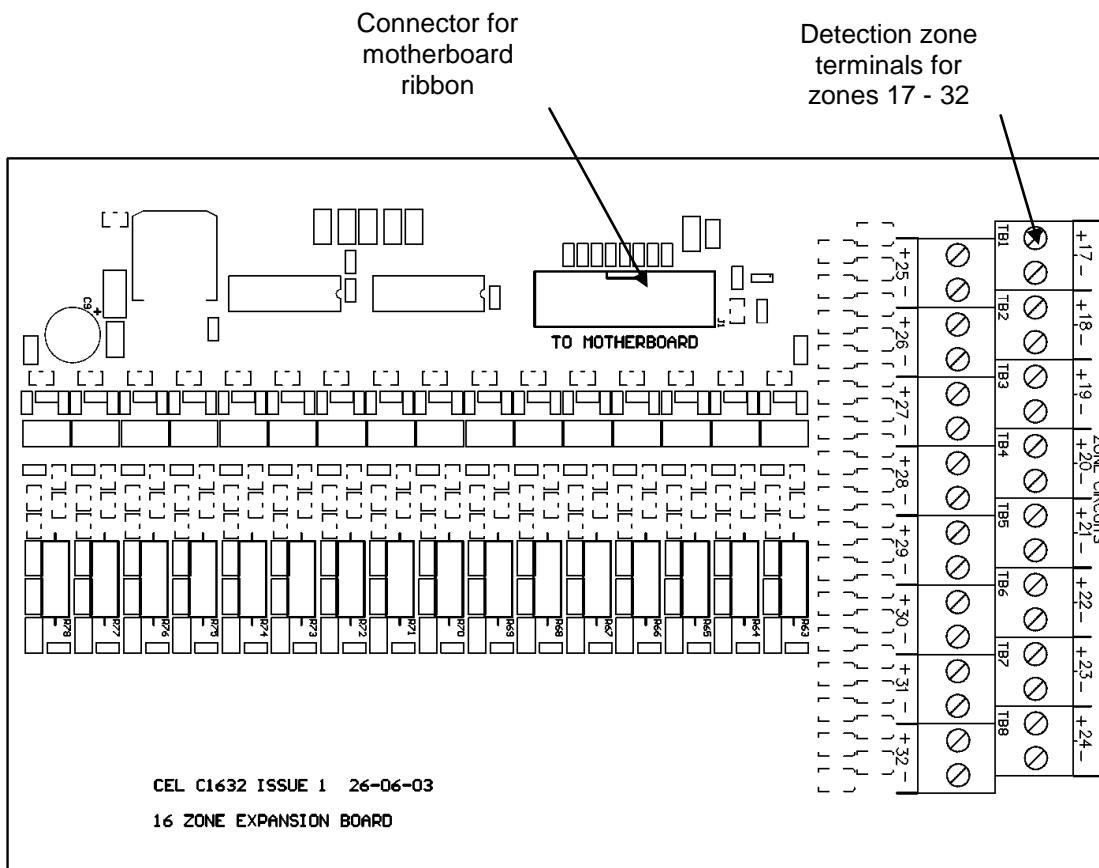 Connector for
motherboard
ribbon
Detection zone
terminals for
zones 17 - 32
C9
+
J1
TO MOTHERBOARD
TB1
TB2
TB3
TB4
TB5
TB6
TB7
TB8
+17-
+18-
+19-
+20-
+21-
+22-
+23-
+24-
ZONE CIRCUITS
+25-
+26-
+27-
+28-
+29-
+30-
+31-
+32-
R78
R77
R76
R75
R74
R73
R72
R71
R70
R69
R68
R67
R66
R65
R64
R63
CEL C1632 ISSUE 1 26-06-03
16 ZONE EXPANSION BOARD